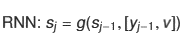 RNN: sⱼ = g(sⱼ₋₁, [yⱼ₋₁, v])